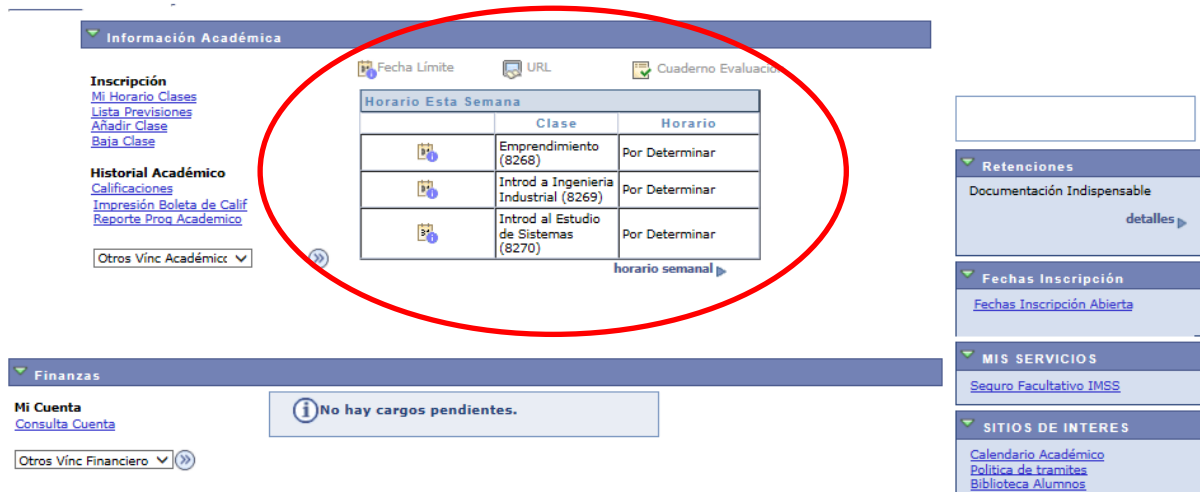 Información Académica
Inscripción
Mi Horario Clases
Lista Previsiones
Añadir Clase
Baja Clase
Historial Académico
Calificaciones
Impresión Boleta de Calif
Reporte Prog Academico
Otros Vínc Académicc
Fecha Límite
URL
Cuaderno Evaluación
Horario Esta Semana
Clase Horario
Emprendimiento
(8268)
Por Determinar
Introd a Ingenieria
Industrial (8269)
Por Determinar
Introd al Estudio
de Sistemas
(8270)
Por Determinar
horario semanal
Finanzas
Mi Cuenta
Consulta Cuenta
Otros Vínc Financiero
No hay cargos pendientes.
Retenciones
Documentación Indispensable
detalles
Fechas Inscripción
Fechas Inscripción Abierta
MIS SERVICIOS
Seguro Facultativo IMSS
SITIOS DE INTERES
Calendario Académico
Politica de tramites
Biblioteca Alumnos